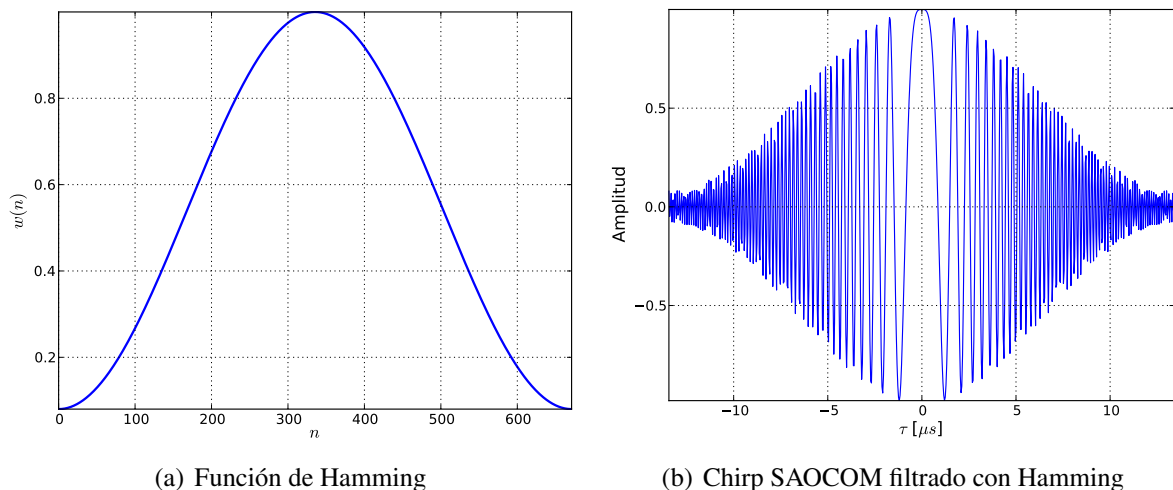 0.8
0.6
0.4
0.2
w(n)
0 100 200 300 400 500 600
n
0.5
0.0
−0.5
Amplitud
−10 −5 0 5 10
τ [μs]
(a) Función de Hamming
(b) Chirp SAOCOM filtrado con Hamming